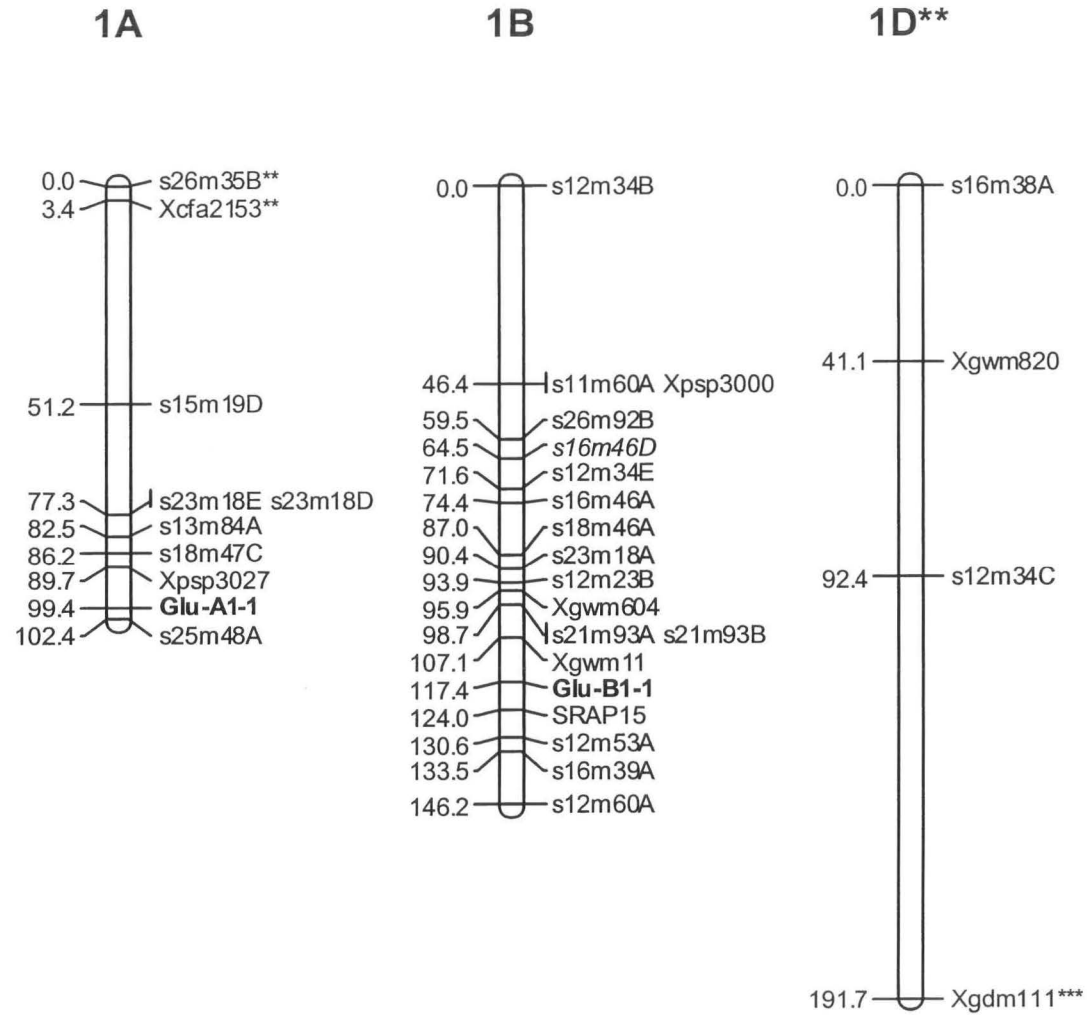 1A
0.0 s26m35B**
3.4 Xcfa2153**
51.2 s15m19D
77.3 s23m18E s23m18D
82.5 s13m84A
86.2 s18m47C
89.7 Xpsp3027
99.4 Glu-A1-1
102.4 s25m48A
1B
0.0 s12m34B
46.4 s11m60A Xpsp3000
59.5 s26m92B
64.5 s16m46D
71.6 s12m34E
74.4 s16m46A
87.0 s18m46A
90.4 s23m18A
93.9 s12m23B
95.9 Xgwm604
98.7 s21m93A s21m93B
107.1 Xgwm11
117.4 Glu-B1-1
124.0 SRAP15
130.6 s12m53A
133.5 s16m39A
146.2 s12m60A
1D**
0.0 s16m38A
41.1 Xgwm820
92.4 s12m34C
191.7 Xgdm111***